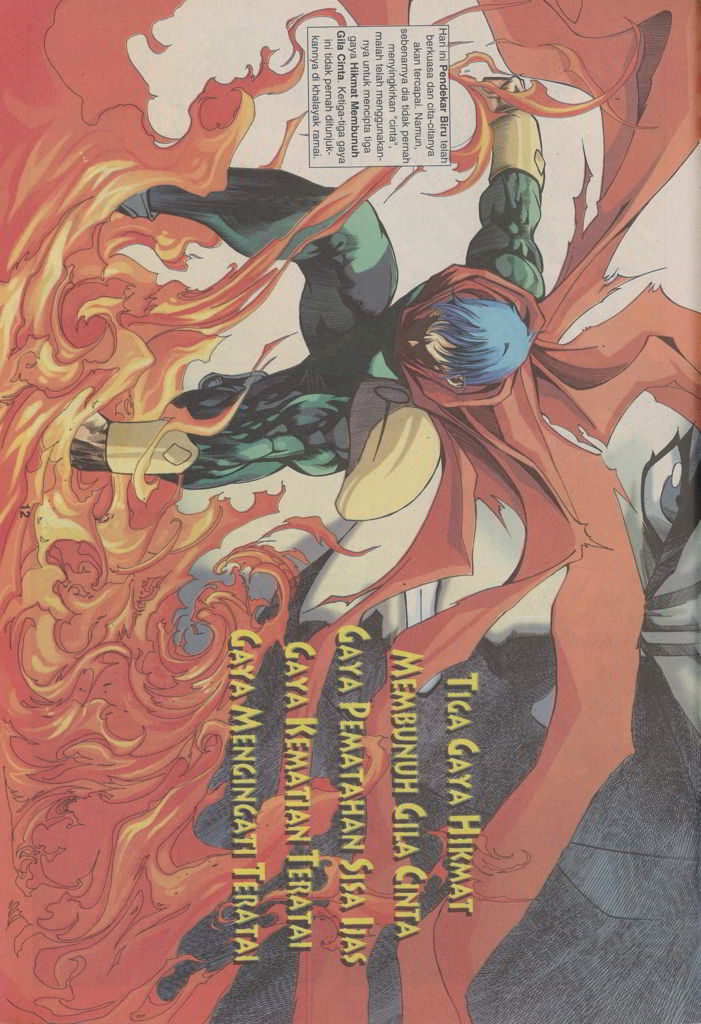 Hari ini Pendekar Biru telah
berkuasa dan cita-citanya
akan tercapai. Namun,
sebenarnya dia tidak pernah
menyingkirkan "cinta",
malah telah menggunakan-
nya untuk mencipta tiga
gaya Hikmat Membunuh
Gila Cinta. Ketiga-tiga gaya
ini tidak pernah ditunjuk-
kannya di khalayak ramai.
TIGA GAYA HIKMAT
MEMBUNUH GILA CINTA
GAYA PEMATAHAN SISA IJAS
GAYA KEMATIAN TERATAI
GAYA MENGINGATI TERATAI
12